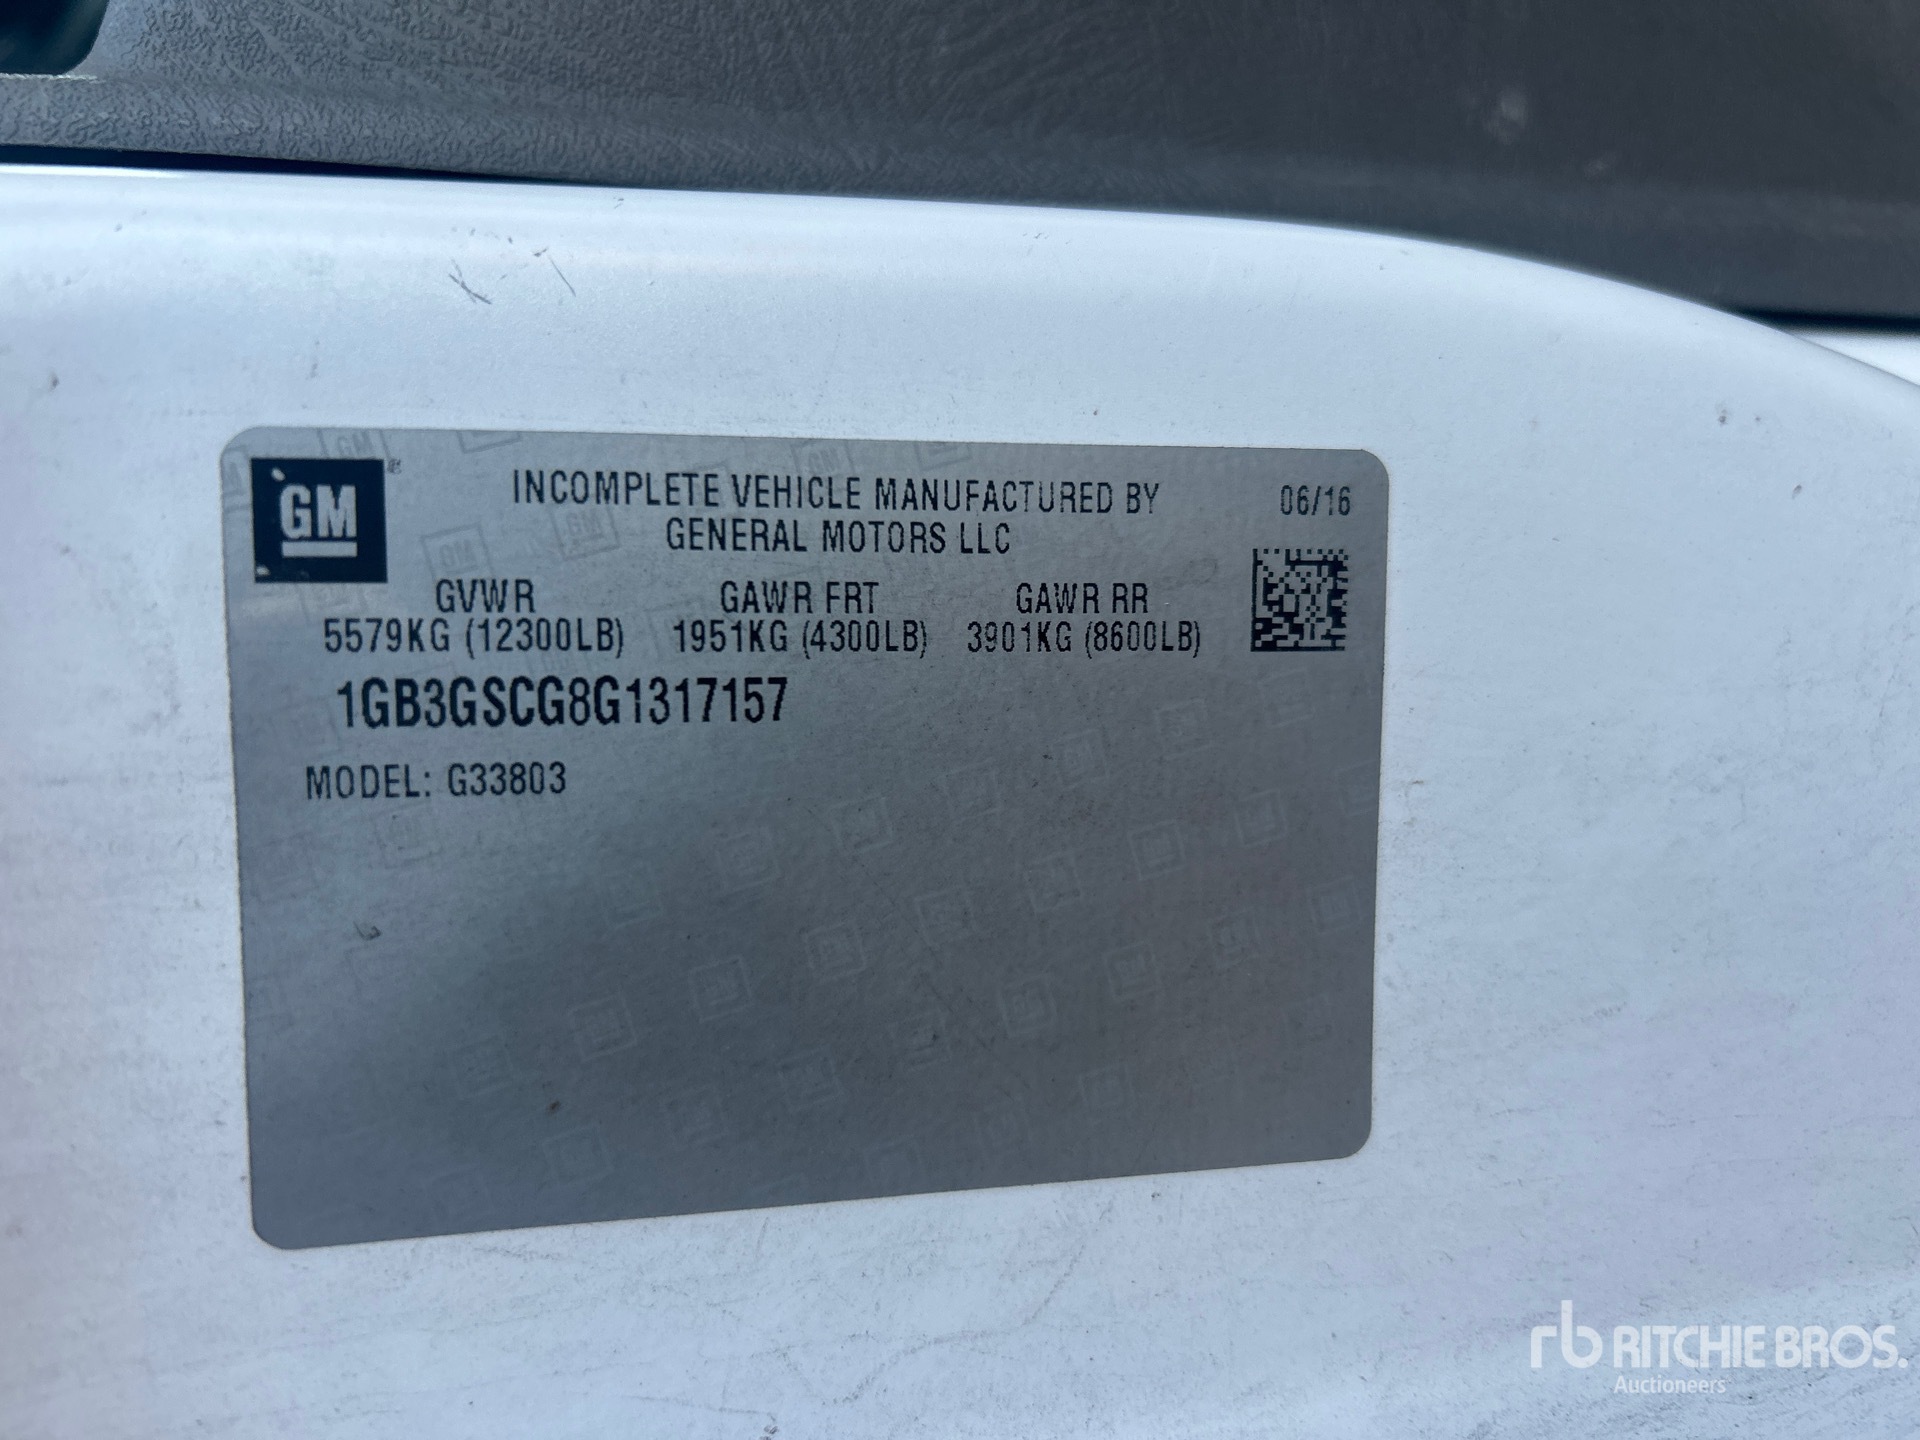 GM
INCOMPLETE VEHICLE MANUFACTURED BY
GENERAL MOTORS LLC
06/16
GVWR GAWR FRT GAWR RR
5579KG (12300LB) 1951KG (4300LB) 3901KG (8600LB)
1GB3GSCG8G1317157
MODEL: G33803
rb RITCHIE BROS.
Auctioneers